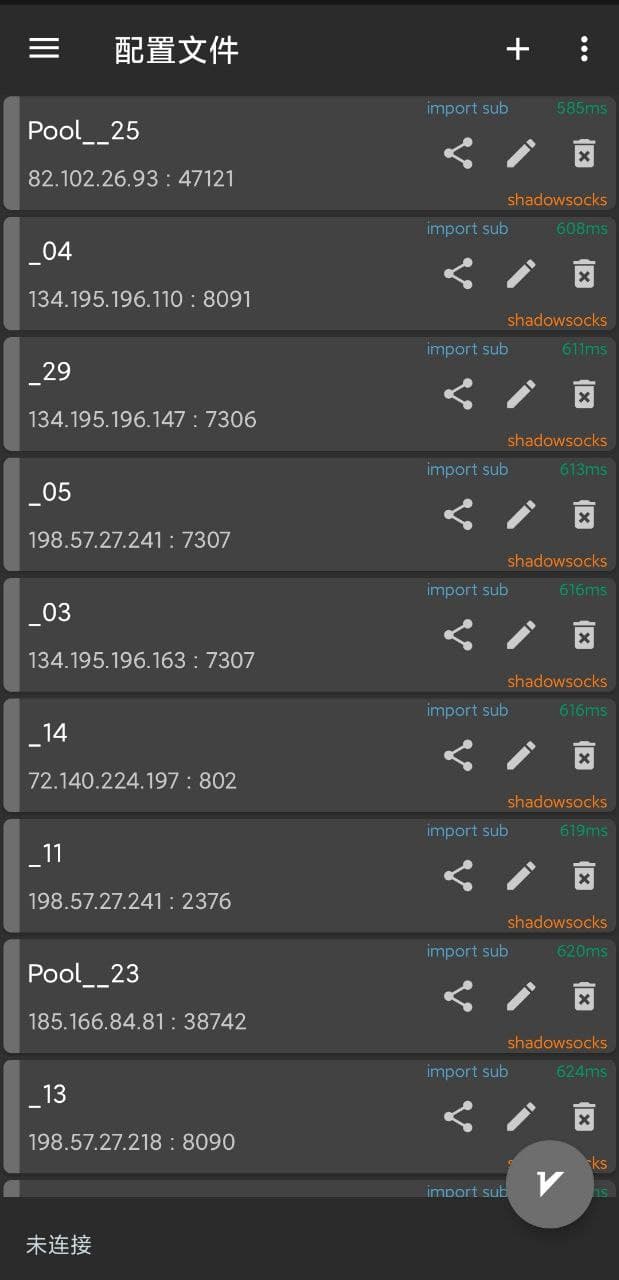 配置文件
import sub 585ms
Pool__25
82.102.26.93 : 47121
shadowsocks
import sub 608ms
_04
134.195.196.110 : 8091
shadowsocks
import sub 611ms
_29
134.195.196.147 : 7306
shadowsocks
import sub 613ms
_05
198.57.27.241 : 7307
shadowsocks
import sub 616ms
_03
134.195.196.163 : 7307
shadowsocks
import sub 616ms
_14
72.140.224.197 : 802
shadowsocks
import sub 619ms
_11
198.57.27.241 : 2376
shadowsocks
import sub 620ms
Pool__23
185.166.84.81 : 38742
shadowsocks
import sub 624ms
_13
198.57.27.218 : 8090
import sub
未连接